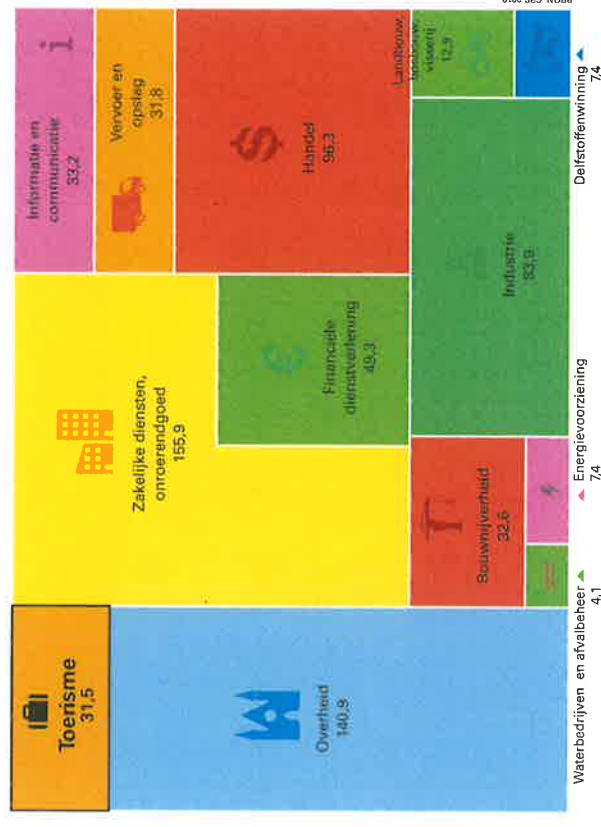 Toerisme
31,5
Overheid
140,9
Zakelijke diensten,
onroerendgoed
155,9
Financiële
dienstverlening
49,3
Informatie en
communicatie
33,2
i
Vervoer en
opslag
31,8
$
Handel
96,3
€
Landbouw,
bosbouw,
visserij
12,9
Industrie
83,9
Bouwnijverheid
32,6
Waterbedrijven en afvalbeheer
4.1
Energievoorziening
7.4
Delfstoffenwinning
7.4